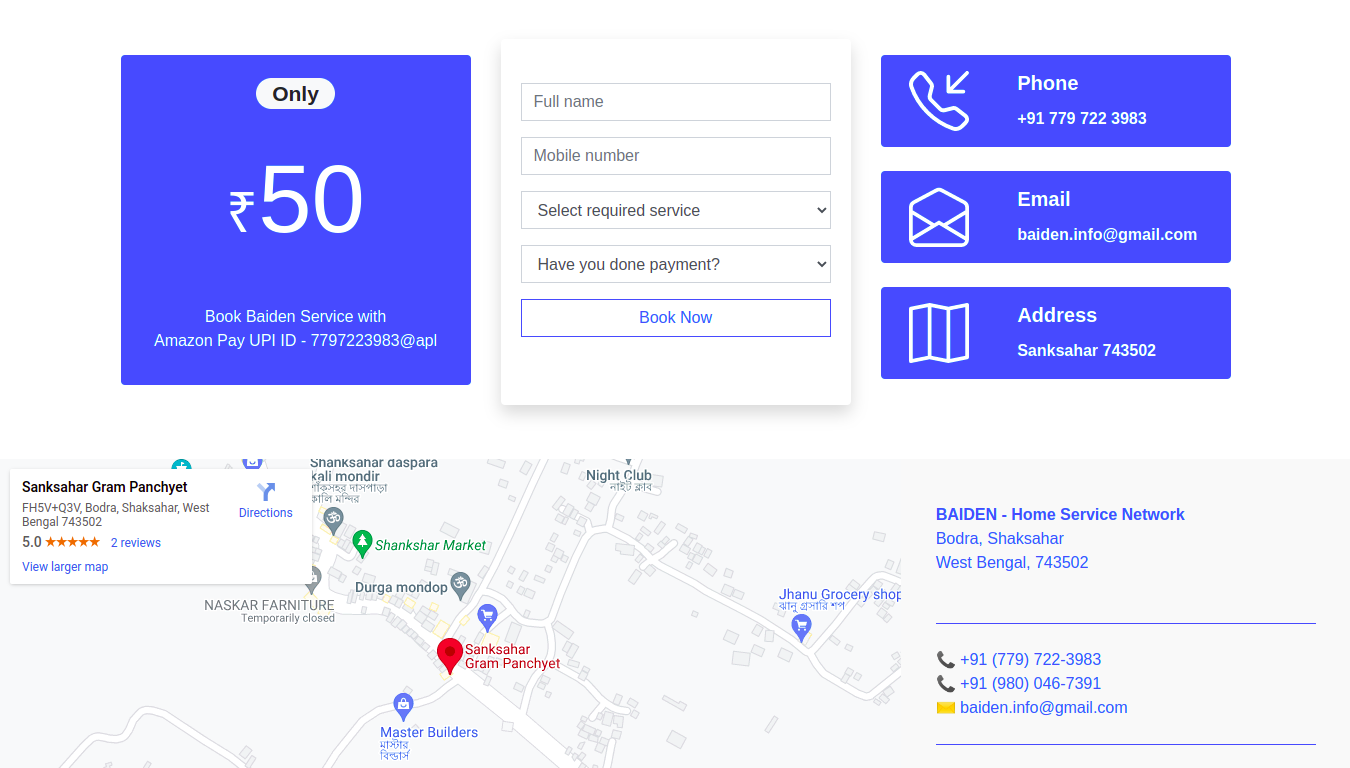 Only
₹50
Book Baiden Service with
Amazon Pay UPI ID - 7797223983@apl
Full name
Mobile number
Select required service
Have you done payment?
Book Now
Phone
+91 779 722 3983
Email
baiden.info@gmail.com
Address
Sanksahar 743502
Sanksahar Gram Panchyet
FH5V+Q3V, Bodra, Shaksahar, West
Bengal 743502
5.0 ★★★★★ 2 reviews
View larger map
Directions
Shanksahar daspara
kali mondir
কালি মন্দির
Night Club
নাইট ক্লাব
Shankshar Market
Durga mondop
NASKAR FARNITURE
Temporarily closed
Jhanu Grocery shop
ঝানু গ্রসারি শপ
Sanksahar
Gram Panchyet
Master Builders
মাস্টার
বিল্ডার্স
BAIDEN - Home Service Network
Bodra, Shaksahar
West Bengal, 743502
+91 (779) 722-3983
+91 (980) 046-7391
baiden.info@gmail.com